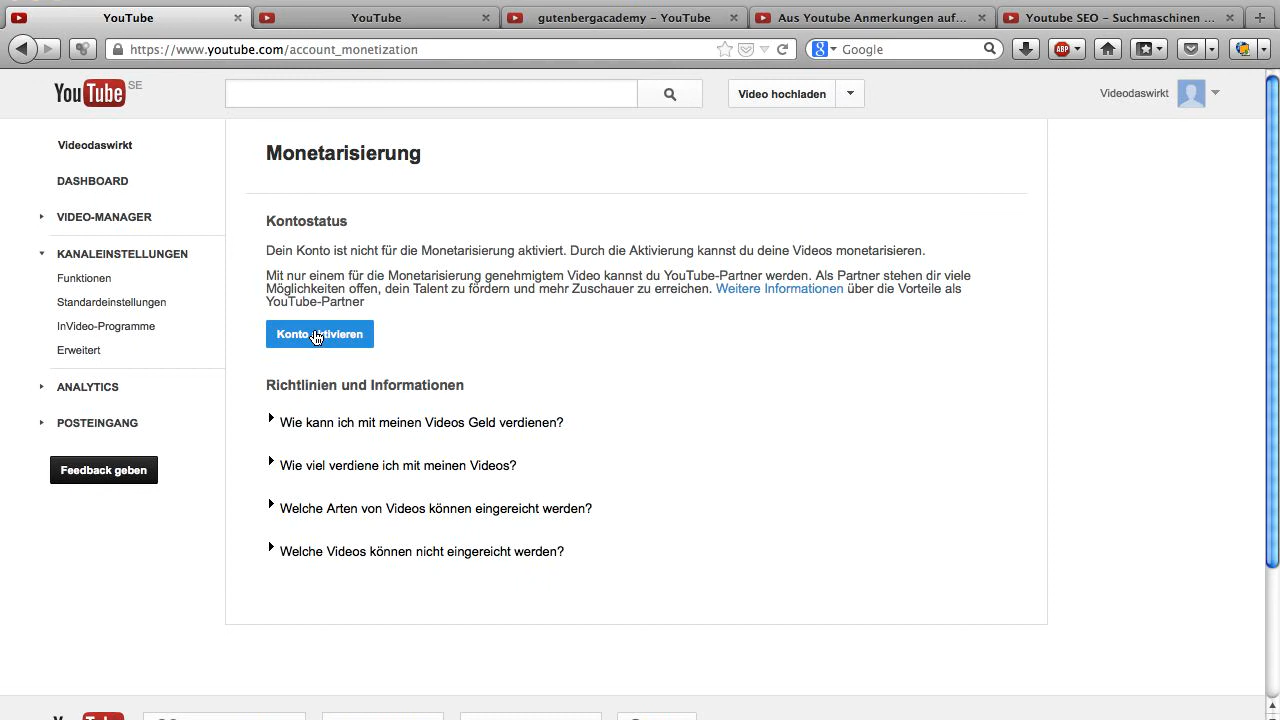 YouTube
YouTube
gutenbergacademy – YouTube
Aus Youtube Anmerkungen auf...
Youtube SEO – Suchmaschinen ...
https://www.youtube.com/account_monetization
Google
ABP
YouTube SE
Video hochladen
Videodaswirkt
Videodaswirkt
DASHBOARD
VIDEO-MANAGER
KANALEINSTELLUNGEN
Funktionen
Standardeinstellungen
InVideo-Programme
Erweitert
ANALYTICS
POSTEINGANG
Feedback geben
Monetarisierung
Kontostatus
Dein Konto ist nicht für die Monetarisierung aktiviert. Durch die Aktivierung kannst du deine Videos monetarisieren.
Mit nur einem für die Monetarisierung genehmigtem Video kannst du YouTube-Partner werden. Als Partner stehen dir viele
Möglichkeiten offen, dein Talent zu fördern und mehr Zuschauer zu erreichen. Weitere Informationen über die Vorteile als
YouTube-Partner
Konto aktivieren
Richtlinien und Informationen
Wie kann ich mit meinen Videos Geld verdienen?
Wie viel verdiene ich mit meinen Videos?
Welche Arten von Videos können eingereicht werden?
Welche Videos können nicht eingereicht werden?